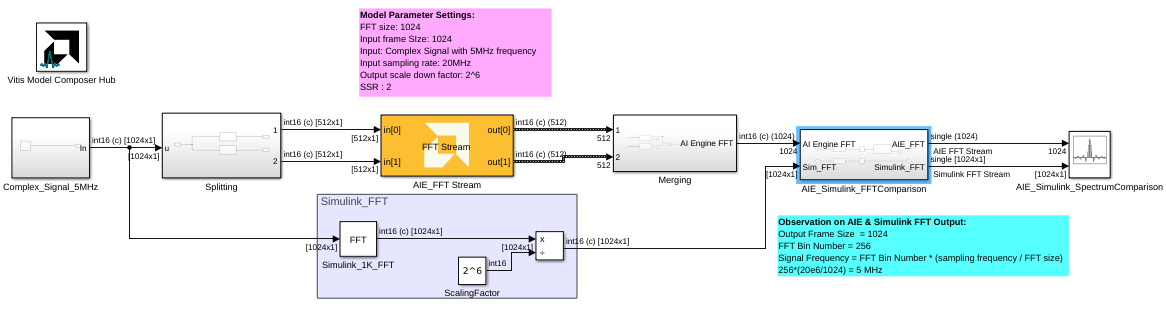 Model Parameter Settings:
FFT size: 1024
Input frame SIze: 1024
Input: Complex Signal with 5MHz frequency
Input sampling rate: 20MHz
Output scale down factor: 2^6
SSR : 2
Vitis Model Composer Hub
In
Complex_Signal_5MHz
int16 (c) [1024x1]
[1024x1]
u
1
2
Splitting
int16 (c) [512x1]
[512x1]
int16 (c) [512x1]
[512x1]
in[0]
in[1]
FFT Stream
out[0]
out[1]
AIE_FFT Stream
int16 (c) (512)
512
int16 (c) (512)
512
1
2
AI Engine FFT
Merging
int16 (c) (1024)
1024
[1024x1]
AI Engine FFT
Sim_FFT
AIE_FFT
Simulink_FFT
AIE_Simulink_FFTComparison
single (1024)
AIE FFT Stream
1024
single [1024x1]
[1024x1]
Simulink FFT Stream
AIE_Simulink_SpectrumComparison
Simulink_FFT
[1024x1]
FFT
Simulink_1K_FFT
int16 (c) [1024x1]
[1024x1]
x
÷
int16 (c) [1024x1]
2^6
int16
ScalingFactor
Observation on AIE & Simulink FFT Output:
Output Frame Size  = 1024
FFT Bin Number = 256
Signal Frequency = FFT Bin Number * (sampling frequency / FFT size)
256*(20e6/1024) = 5 MHz